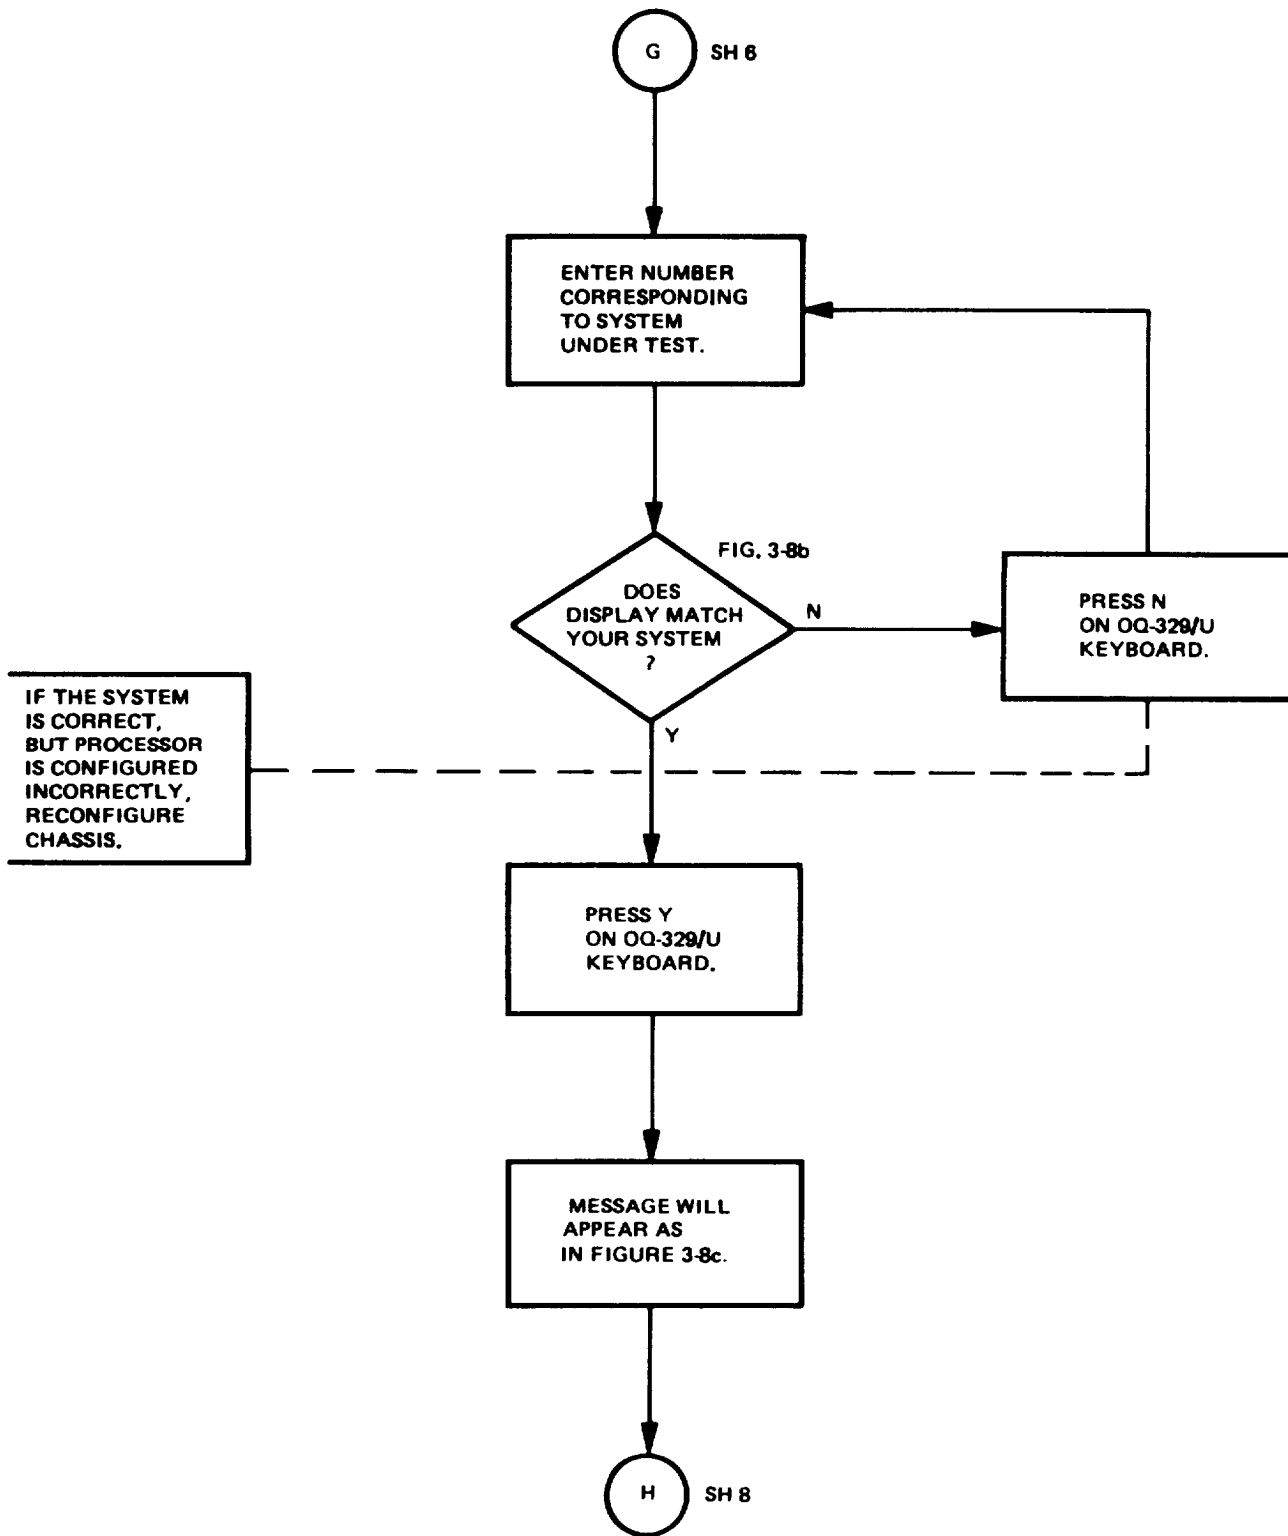 G SH 6
ENTER NUMBER
CORRESPONDING
TO SYSTEM
UNDER TEST.
FIG. 3-8b
DOES
DISPLAY MATCH
YOUR SYSTEM
?
N
PRESS N
ON OQ-329/U
KEYBOARD.
Y
IF THE SYSTEM
IS CORRECT,
BUT PROCESSOR
IS CONFIGURED
INCORRECTLY,
RECONFIGURE
CHASSIS.
PRESS Y
ON OQ-329/U
KEYBOARD.
MESSAGE WILL
APPEAR AS
IN FIGURE 3-8c.
H SH 8